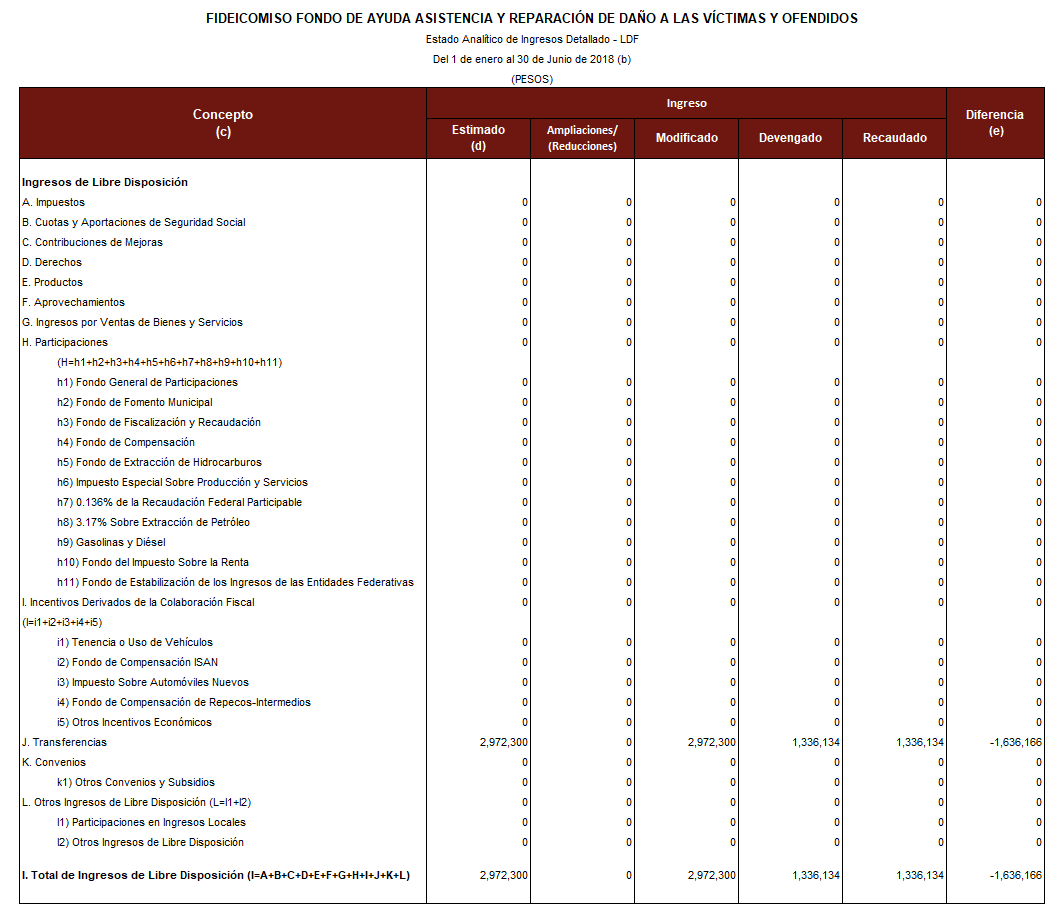 FIDEICOMISO FONDO DE AYUDA ASISTENCIA Y REPARACIÓN DE DAÑO A LAS VÍCTIMAS Y OFENDIDOS
Estado Analítico de Ingresos Detallado - LDF
Del 1 de enero al 30 de Junio de 2018 (b)
(PESOS)
Concepto (c) Ingreso Diferencia (e)
Estimado (d) Ampliaciones/ (Reducciones) Modificado Devengado Recaudado
Ingresos de Libre Disposición
A. Impuestos 0 0 0 0 0 0
B. Cuotas y Aportaciones de Seguridad Social 0 0 0 0 0 0
C. Contribuciones de Mejoras 0 0 0 0 0 0
D. Derechos 0 0 0 0 0 0
E. Productos 0 0 0 0 0 0
F. Aprovechamientos 0 0 0 0 0 0
G. Ingresos por Ventas de Bienes y Servicios 0 0 0 0 0 0
H. Participaciones 0 0 0 0 0 0
(H=h1+h2+h3+h4+h5+h6+h7+h8+h9+h10+h11)
h1) Fondo General de Participaciones 0 0 0 0 0 0
h2) Fondo de Fomento Municipal 0 0 0 0 0 0
h3) Fondo de Fiscalización y Recaudación 0 0 0 0 0 0
h4) Fondo de Compensación 0 0 0 0 0 0
h5) Fondo de Extracción de Hidrocarburos 0 0 0 0 0 0
h6) Impuesto Especial Sobre Producción y Servicios 0 0 0 0 0 0
h7) 0.136% de la Recaudación Federal Participable 0 0 0 0 0 0
h8) 3.17% Sobre Extracción de Petróleo 0 0 0 0 0 0
h9) Gasolinas y Diésel 0 0 0 0 0 0
h10) Fondo del Impuesto Sobre la Renta 0 0 0 0 0 0
h11) Fondo de Estabilización de los Ingresos de las Entidades Federativas 0 0 0 0 0 0
I. Incentivos Derivados de la Colaboración Fiscal 0 0 0 0 0 0
(I=i1+i2+i3+i4+i5)
i1) Tenencia o Uso de Vehículos 0 0 0 0 0 0
i2) Fondo de Compensación ISAN 0 0 0 0 0 0
i3) Impuesto Sobre Automóviles Nuevos 0 0 0 0 0 0
i4) Fondo de Compensación de Repecos-Intermedios 0 0 0 0 0 0
i5) Otros Incentivos Económicos 0 0 0 0 0 0
J. Transferencias 2,972,300 0 2,972,300 1,336,134 1,336,134 -1,636,166
K. Convenios 0 0 0 0 0 0
k1) Otros Convenios y Subsidios 0 0 0 0 0 0
L. Otros Ingresos de Libre Disposición (L=l1+l2) 0 0 0 0 0 0
l1) Participaciones en Ingresos Locales 0 0 0 0 0 0
l2) Otros Ingresos de Libre Disposición 0 0 0 0 0 0
I. Total de Ingresos de Libre Disposición (I=A+B+C+D+E+F+G+H+I+J+K+L) 2,972,300 0 2,972,300 1,336,134 1,336,134 -1,636,166